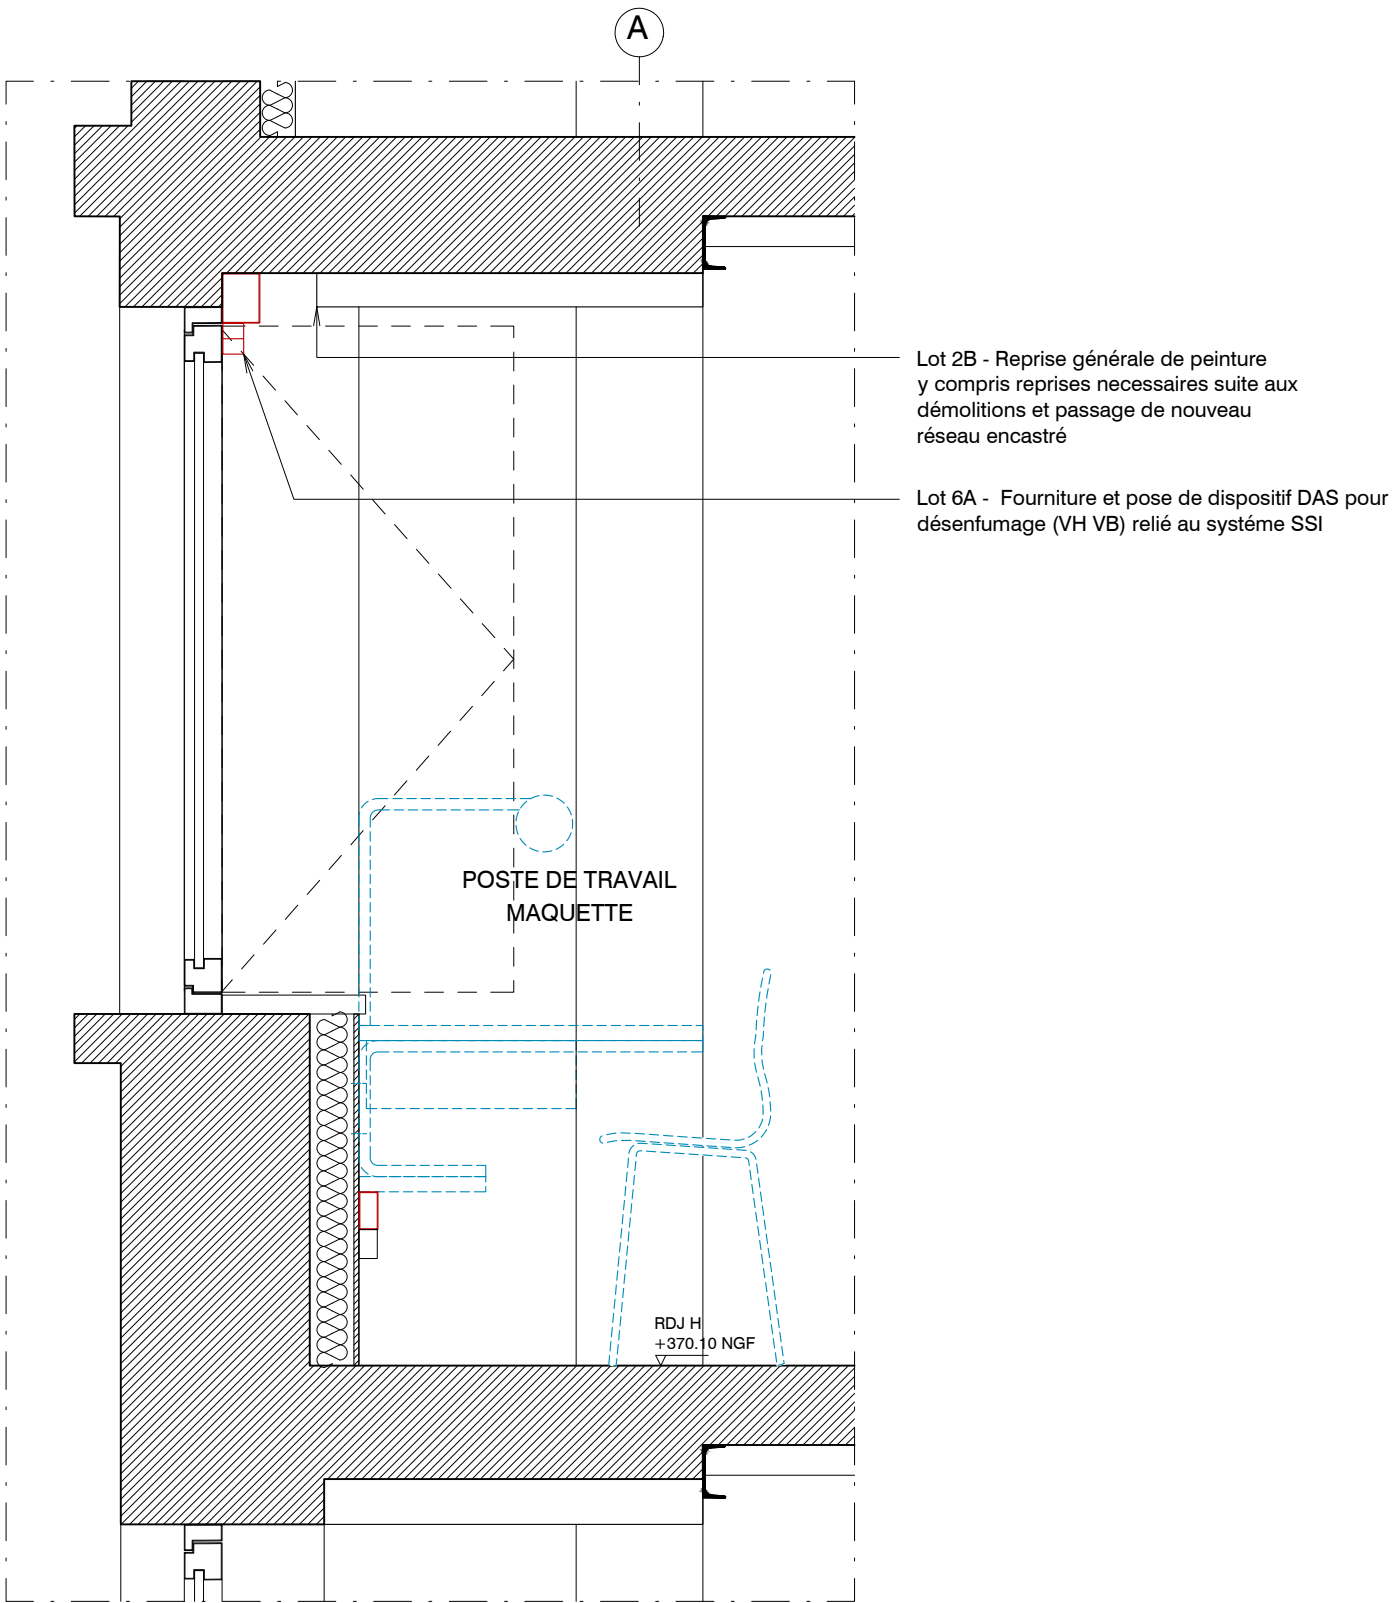 A
Lot 2B - Reprise générale de peinture
y compris reprises necessaires suite aux
démolitions et passage de nouveau
réseau encastré
Lot 6A - Fourniture et pose de dispositif DAS pour
désenfumage (VH VB) relié au systéme SSI
POSTE DE TRAVAIL
MAQUETTE
RDJ H
+370.10 NGF